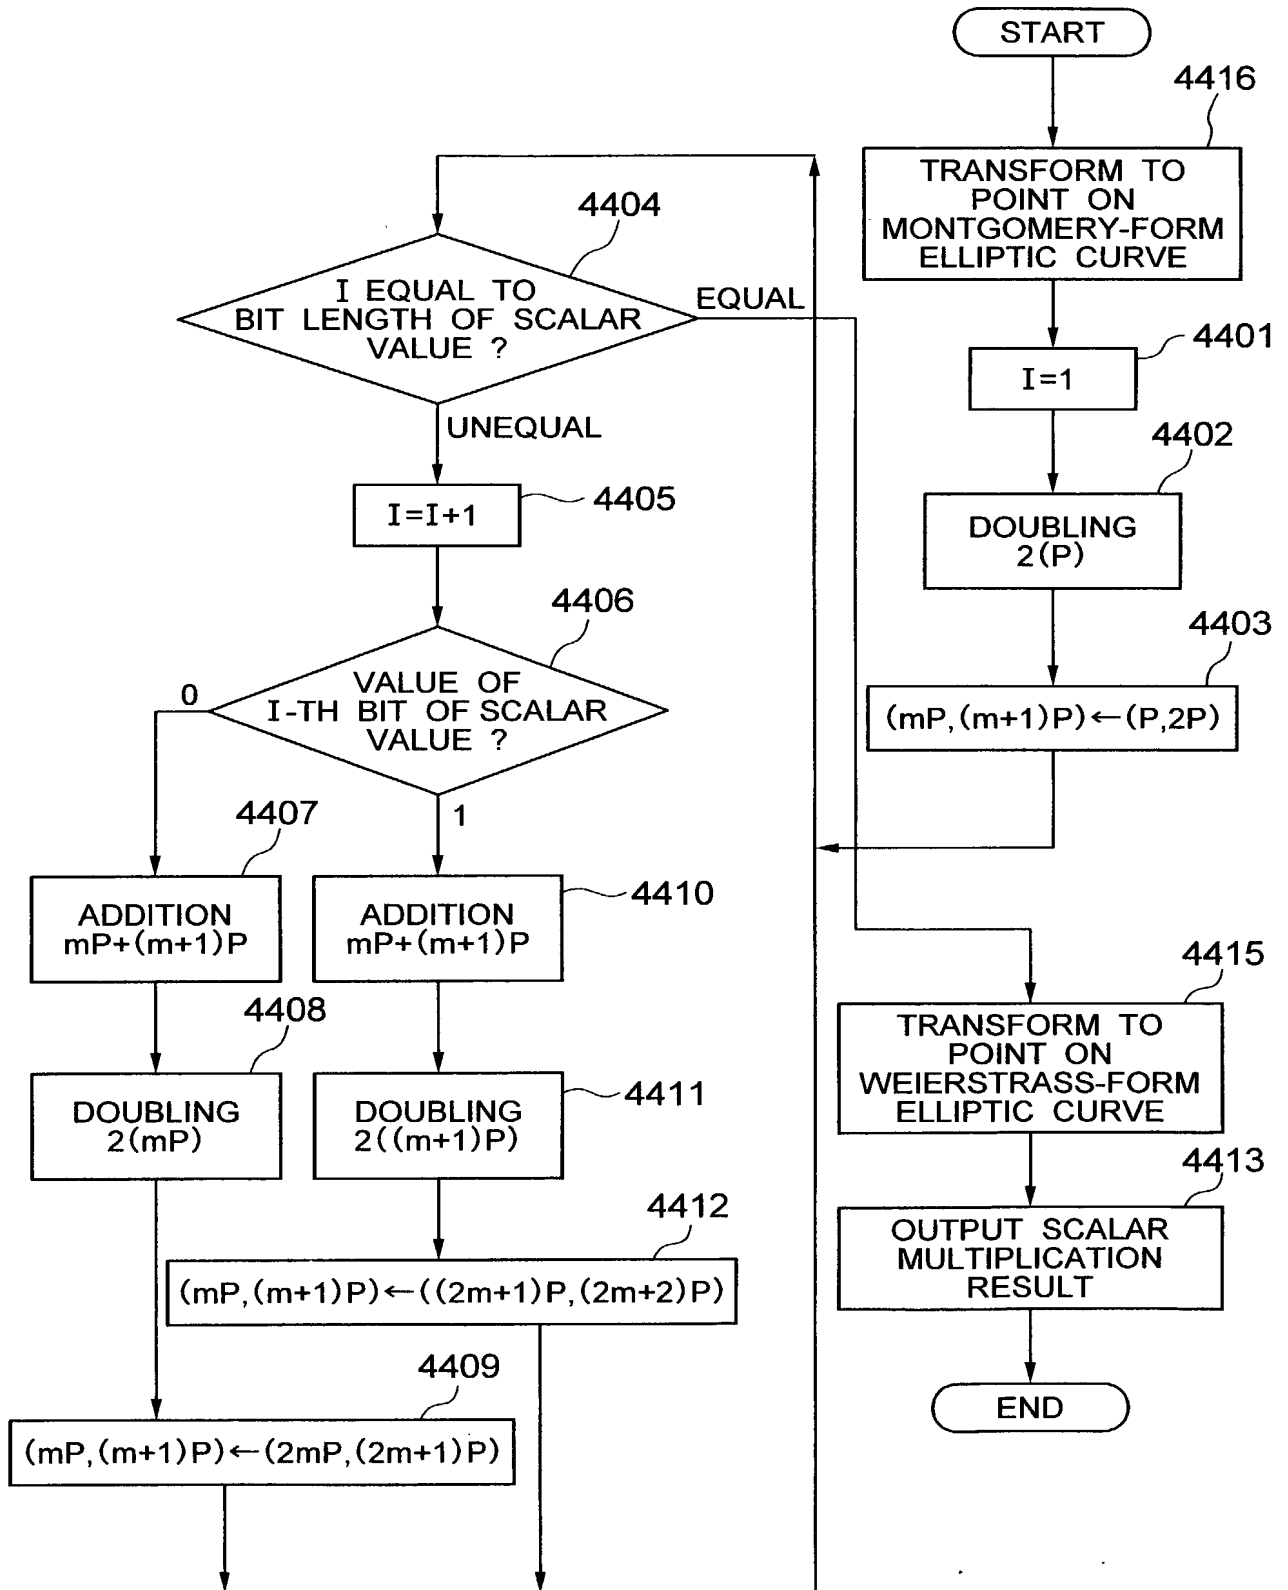 START
4416
TRANSFORM TO
POINT ON
MONTGOMERY-FORM
ELLIPTIC CURVE
4401
I=1
4402
DOUBLING
2(P)
4403
(mP,(m+1)P)←(P,2P)
4404
I EQUAL TO
BIT LENGTH OF SCALAR
VALUE ?
EQUAL
UNEQUAL
4405
I=I+1
4406
VALUE OF
I-TH BIT OF SCALAR
VALUE ?
0
1
4407
ADDITION
mP+(m+1)P
4408
DOUBLING
2(mP)
4409
(mP,(m+1)P)←(2mP,(2m+1)P)
4410
ADDITION
mP+(m+1)P
4411
DOUBLING
2((m+1)P)
4412
(mP,(m+1)P)←((2m+1)P,(2m+2)P)
4415
TRANSFORM TO
POINT ON
WEIERSTRASS-FORM
ELLIPTIC CURVE
4413
OUTPUT SCALAR
MULTIPLICATION
RESULT
END